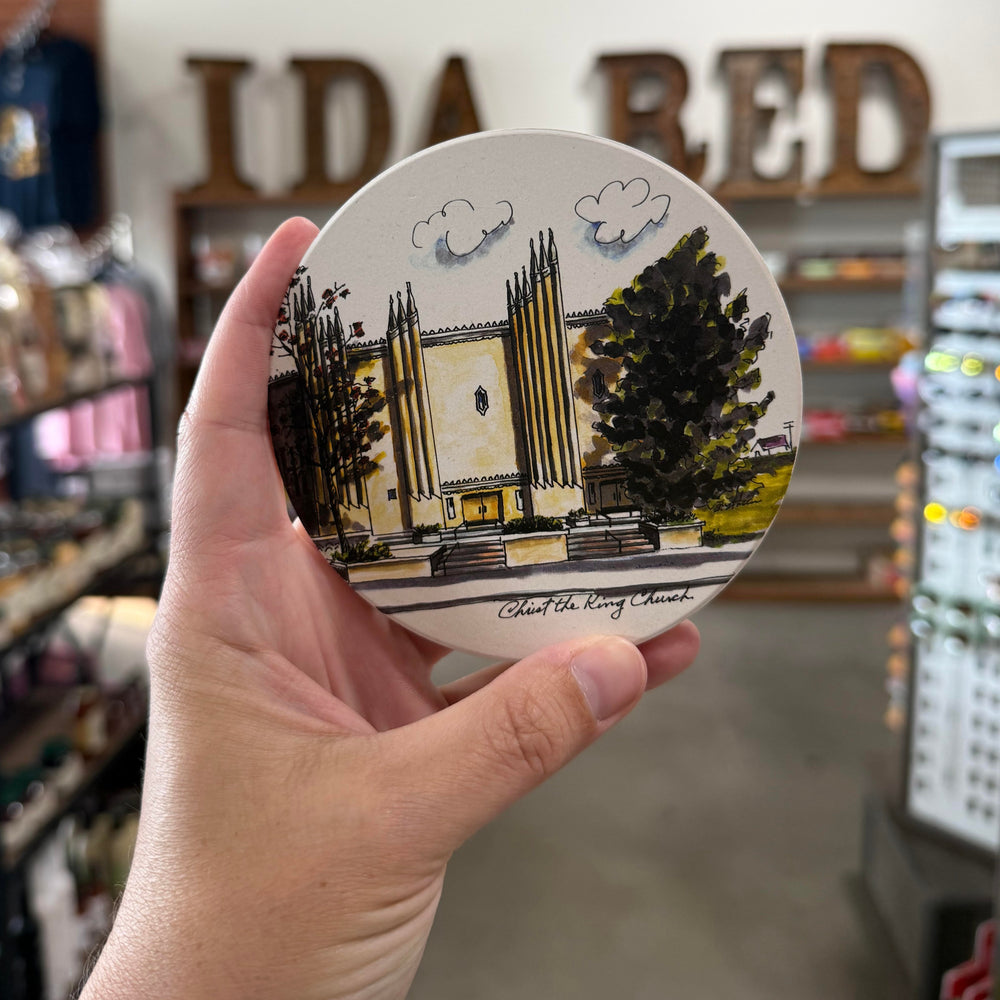 IDA RED
Christ the King Church